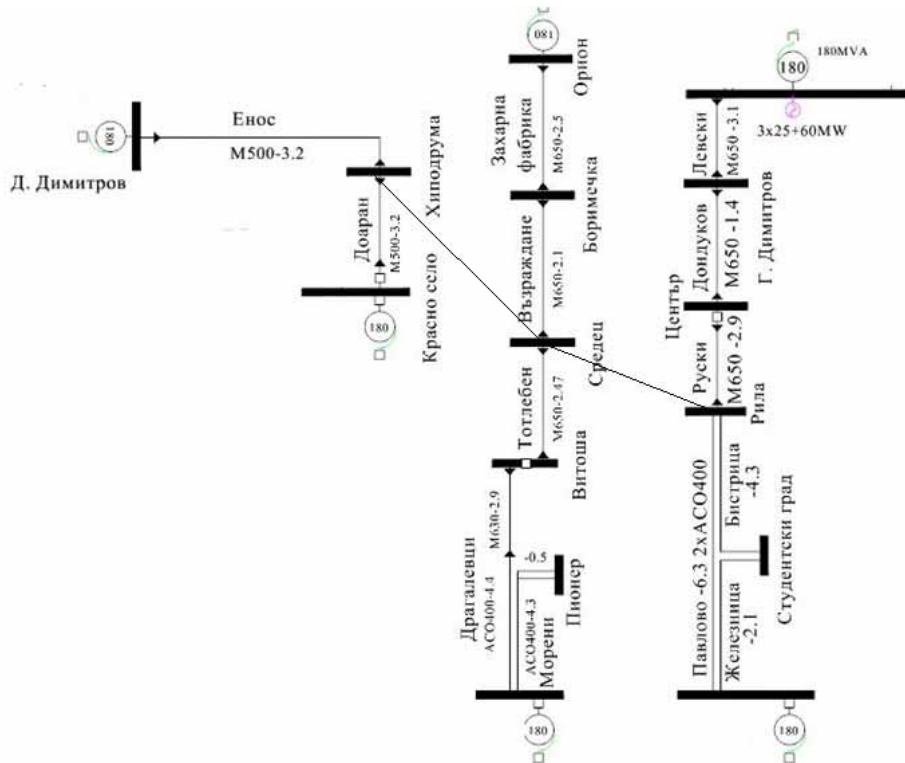 180
Д. Димитров
Енос
М500-3.2
Хиподрума
Доаран
М500-3.2
Красно село
180
081
Орион
Захарна
фабрика
М650-2.5
Боримечка
Възраждане
М650-2.1
Средец
Тотлебен
М650-2.47
Витоша
М630-2.9
Драгалевци
АСО400-4.4
-0.5
Пионер
АСО400-4.3
Морени
180
180
180MVA
3x25+60MW
Левски
М650 -3.1
Г. Димитров
Дондуков
М650 -1.4
Център
Руски
М650 -2.9
Рила
Павлово -6.3 2xАСО400
Бистрица
-4.3
Железница
-2.1
Студентски град
180